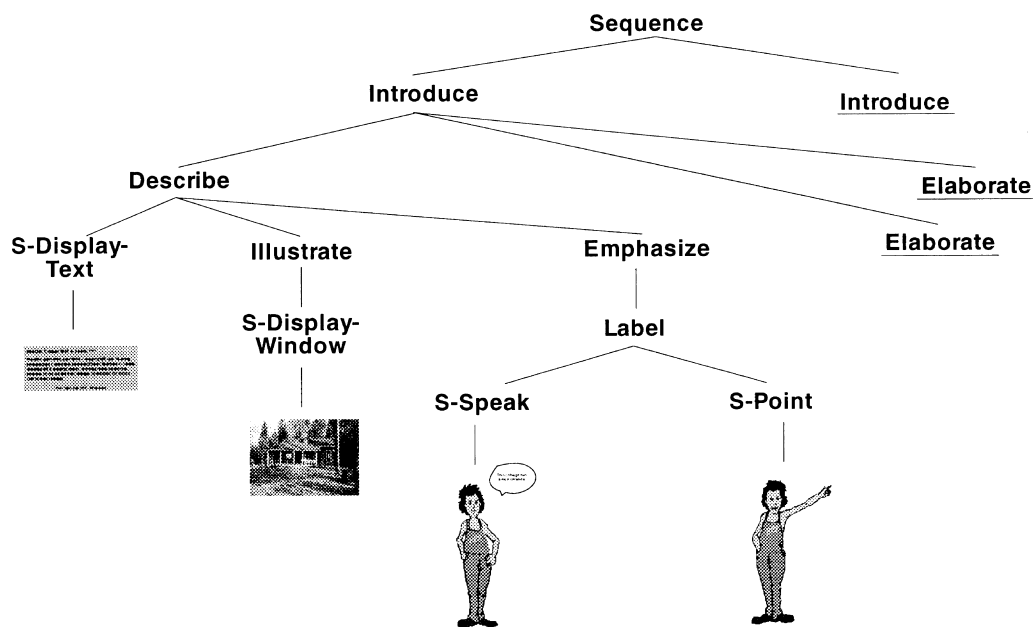 Sequence
Introduce
Introduce
Describe
Elaborate
S-Display-
Text
Illustrate
Emphasize
Elaborate
S-Display-
Window
Label
S-Speak
S-Point